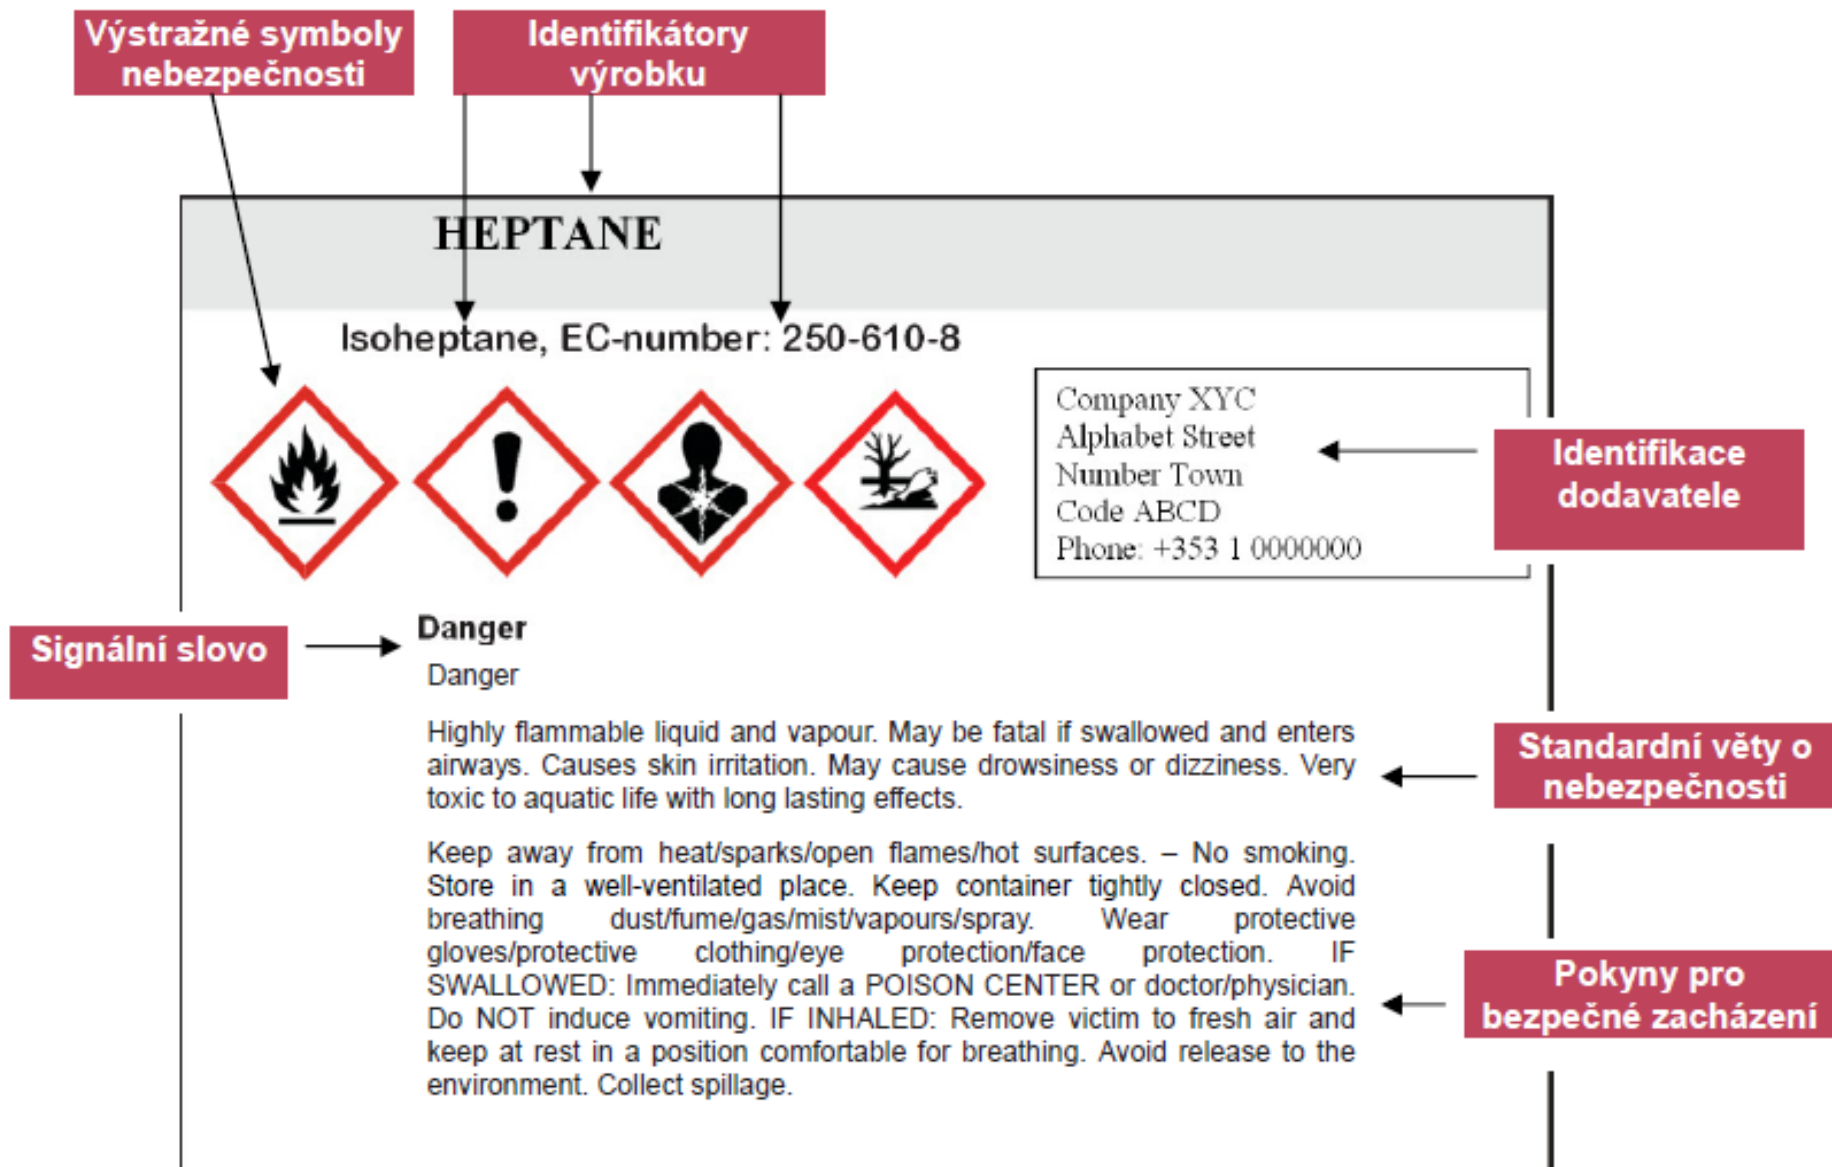 Výstražné symboly
nebezpečnosti
Identifikátory
výrobku
HEPTANE
Isoheptane, EC-number: 250-610-8
Company XYC
Alphabet Street
Number Town
Code ABCD
Phone: +353 1 0000000
Identifikace
dodavatele
Signální slovo
Danger
Danger
Highly flammable liquid and vapour. May be fatal if swallowed and enters
airways. Causes skin irritation. May cause drowsiness or dizziness. Very
toxic to aquatic life with long lasting effects.
Standardní věty o
nebezpečnosti
Keep away from heat/sparks/open flames/hot surfaces. – No smoking.
Store in a well-ventilated place. Keep container tightly closed. Avoid
breathing dust/fume/gas/mist/vapours/spray. Wear protective
gloves/protective clothing/eye protection/face protection. IF
SWALLOWED: Immediately call a POISON CENTER or doctor/physician.
Do NOT induce vomiting. IF INHALED: Remove victim to fresh air and
keep at rest in a position comfortable for breathing. Avoid release to the
environment. Collect spillage.
Pokyny pro
bezpečné zacházení